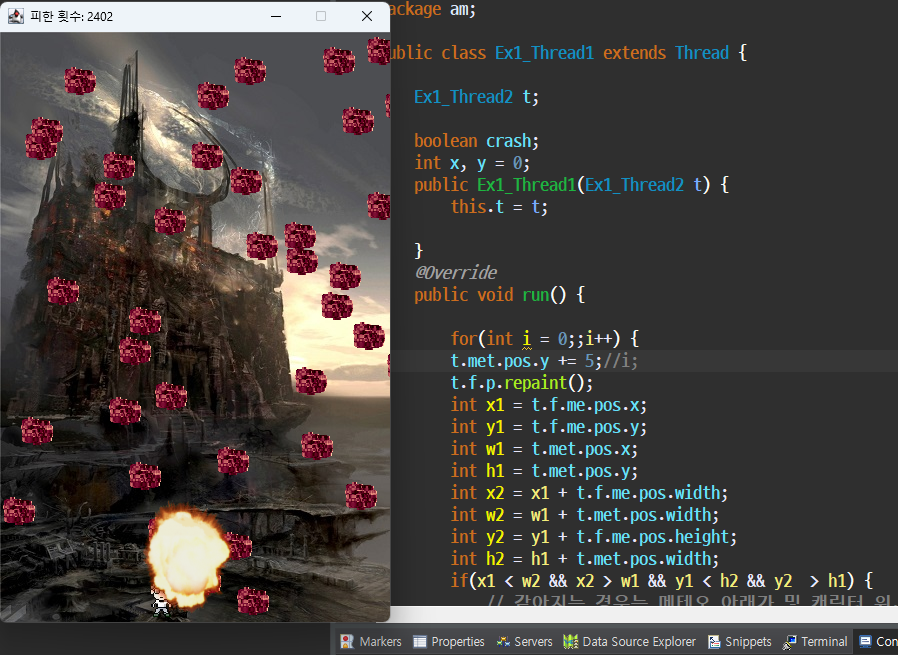 피한 횟수: 2402
ackage am;
ublic class Ex1_Thread1 extends Thread {
Ex1_Thread2 t;
boolean crash;
int x, y = 0;
public Ex1_Thread1(Ex1_Thread2 t) {
this.t = t;
}
@Override
public void run() {
for(int i = 0;;i++) {
t.met.pos.y += 5;//i;
t.f.p.repaint();
int x1 = t.f.me.pos.x;
int y1 = t.f.me.pos.y;
int w1 = t.met.pos.x;
int h1 = t.met.pos.y;
int x2 = x1 + t.f.me.pos.width;
int w2 = w1 + t.met.pos.width;
int y2 = y1 + t.f.me.pos.height;
int h2 = h1 + t.met.pos.width;
if(x1 < w2 && x2 > w1 && y1 < h2 && y2  > h1) {
Markers Properties Servers Data Source Explorer Snippets Terminal Con